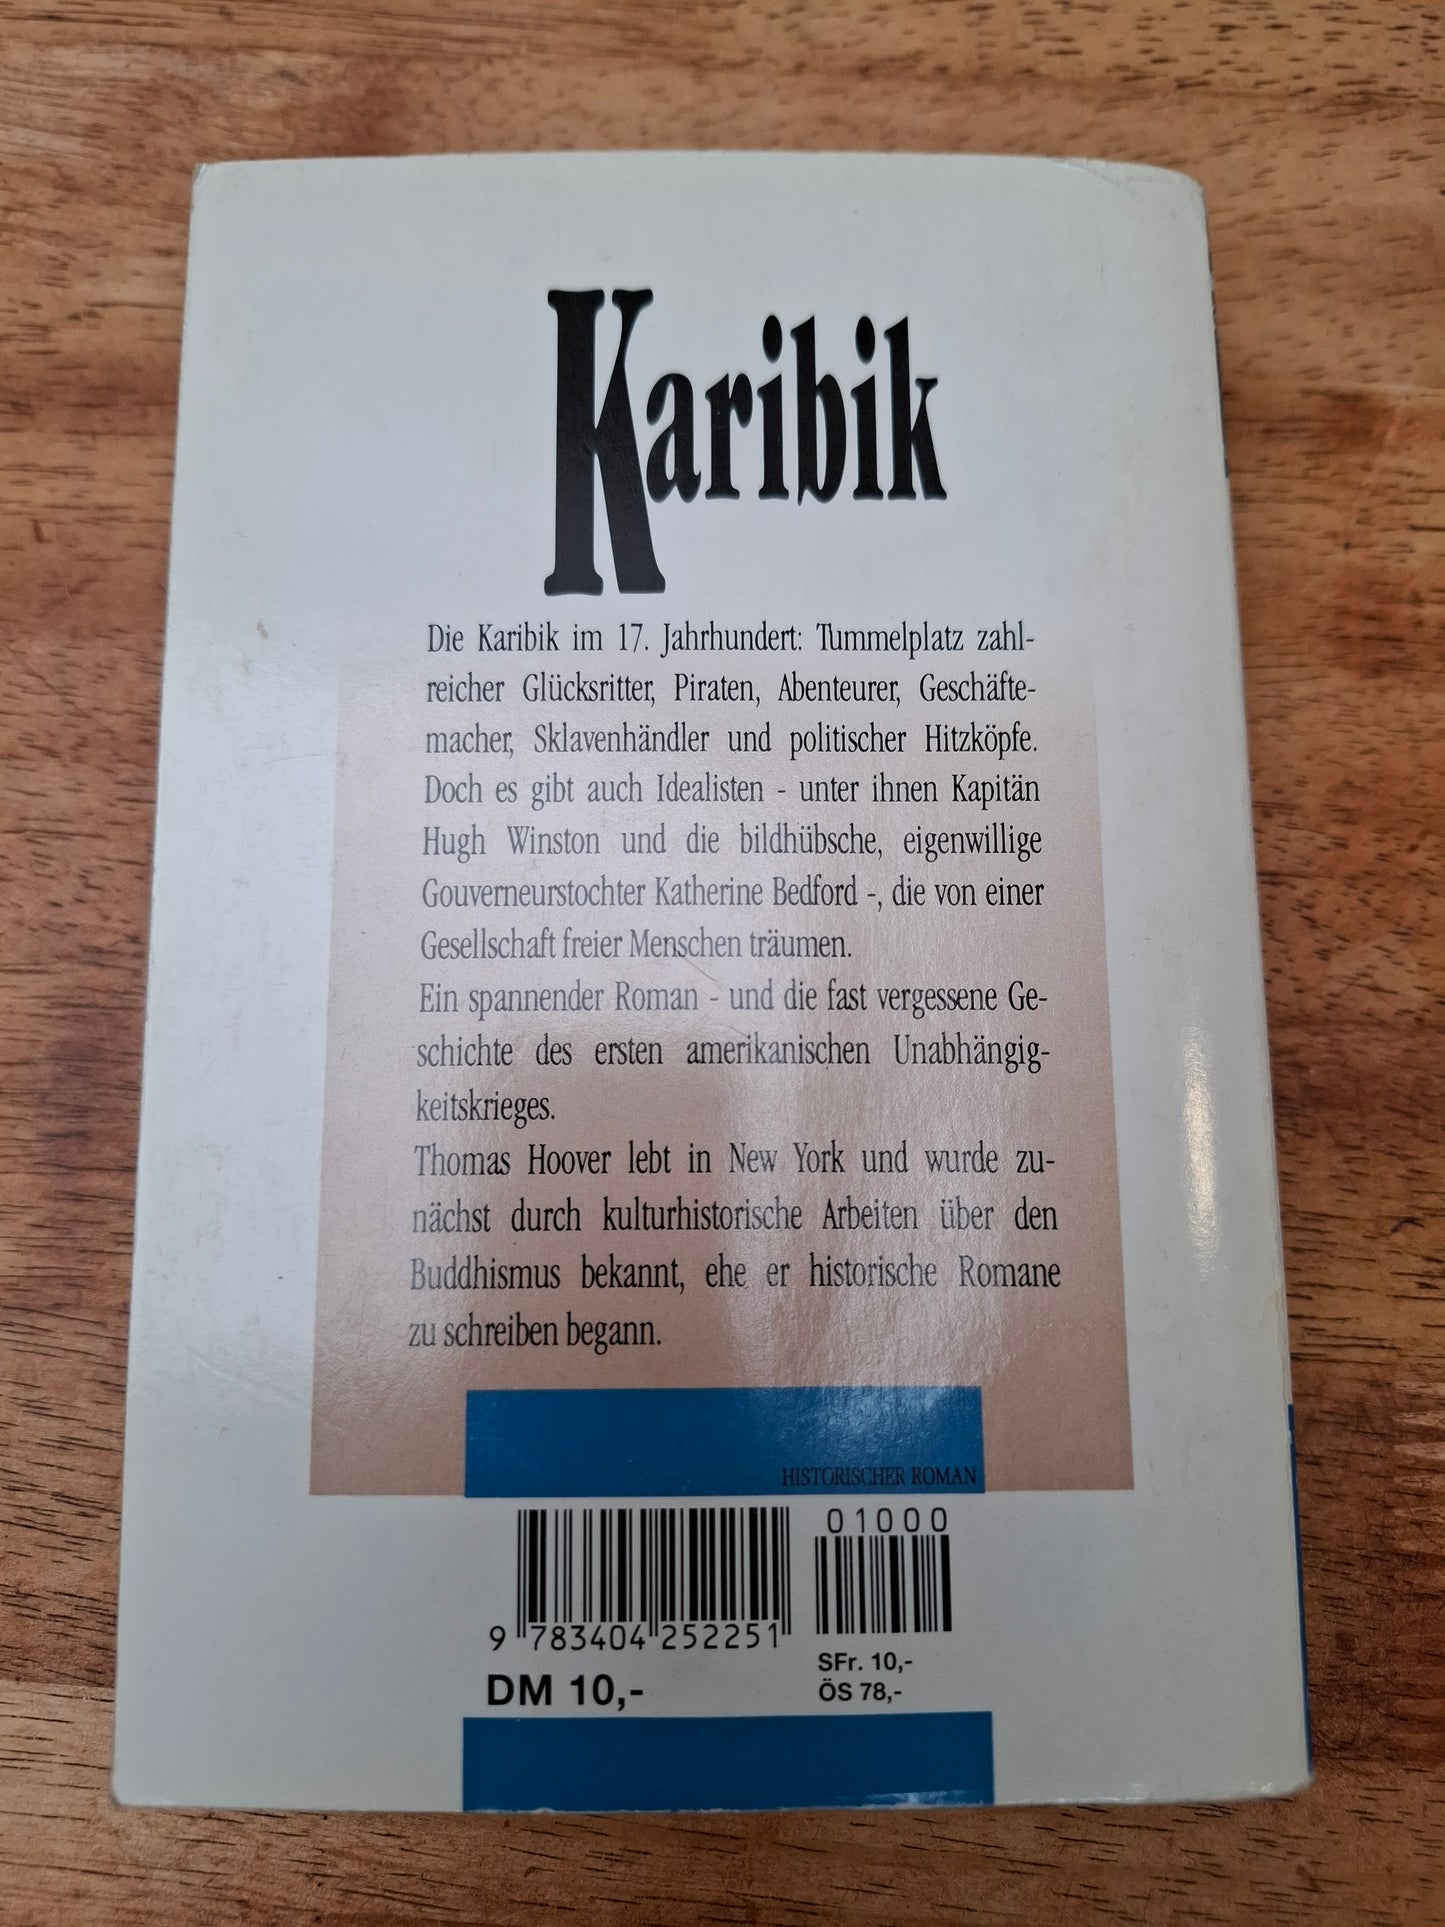 Karibik
Die Karibik im 17. Jahrhundert: Tummelplatz zahl-
reicher Glücksritter, Piraten, Abenteurer, Geschäfte-
macher, Sklavenhändler und politischer Hitzköpfe.
Doch es gibt auch Idealisten - unter ihnen Kapitän
Hugh Winston und die bildhübsche, eigenwillige
Gouverneurstochter Katherine Bedford -, die von einer
Gesellschaft freier Menschen träumen.
Ein spannender Roman - und die fast vergessene Ge-
schichte des ersten amerikanischen Unabhängig-
keitskrieges.
Thomas Hoover lebt in New York und wurde zu-
nächst durch kulturhistorische Arbeiten über den
Buddhismus bekannt, ehe er historische Romane
zu schreiben begann.
HISTORISCHER ROMAN
01000
9 783404 252251
SFr. 10,-
DM 10,-
ÖS 78,-